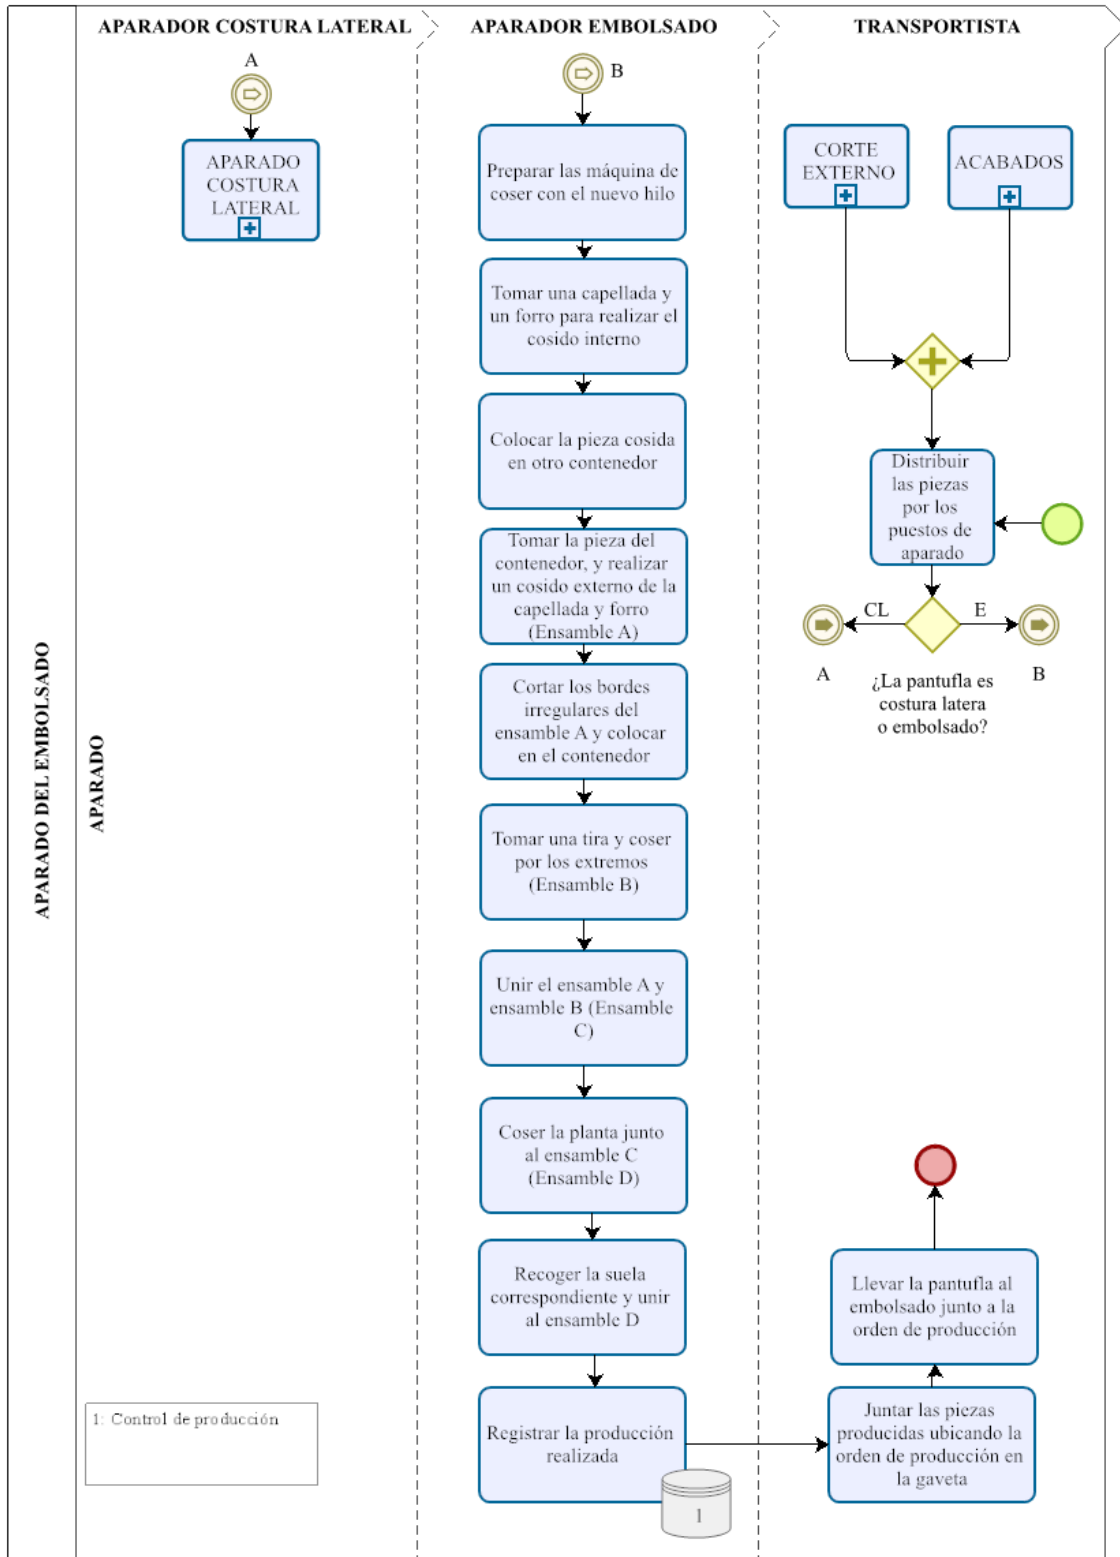 APARADOR COSTURA LATERAL
APARADOR EMBOLSADO
TRANSPORTISTA
APARADO DEL EMBOLSADO
APARADO
A
APARADO
COSTURA
LATERAL
1: Control de producción
B
Preparar las máquina de
coser con el nuevo hilo
Tomar una capellada y
un forro para realizar el
cosido interno
Colocar la pieza cosida
en otro contenedor
Tomar la pieza del
contenedor, y realizar
un cosido externo de la
capellada y forro
(Ensamble A)
Cortar los bordes
irregulares del
ensamble A y colocar
en el contenedor
Tomar una tira y coser
por los extremos
(Ensamble B)
Unir el ensamble A y
ensamble B (Ensamble
C)
Coser la planta junto
al ensamble C
(Ensamble D)
Recoger la suela
correspondiente y unir
al ensamble D
Registrar la producción
realizada
1
CORTE
EXTERNO
ACABADOS
Distribuir
las piezas
por los
puestos de
aparado
CL
E
A
B
¿La pantufla es
costura latera
o embolsado?
Llevar la pantufla al
embolsado junto a la
orden de producción
Juntar las piezas
producidas ubicando la
orden de producción en
la gaveta